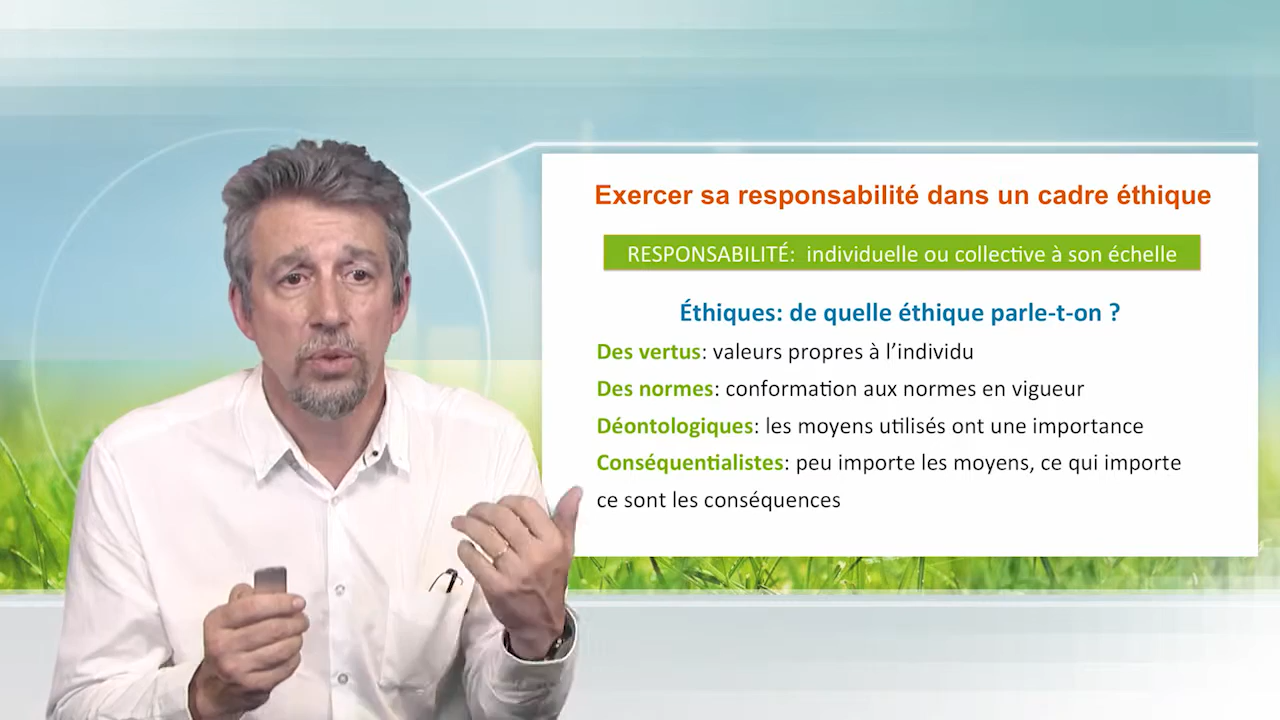 Exercer sa responsabilité dans un cadre éthique
RESPONSABILITÉ: individuelle ou collective à son échelle
Éthiques: de quelle éthique parle-t-on ?
Des vertus: valeurs propres à l’individu
Des normes: conformation aux normes en vigueur
Déontologiques: les moyens utilisés ont une importance
Conséquentialistes: peu importe les moyens, ce qui importe
ce sont les conséquences